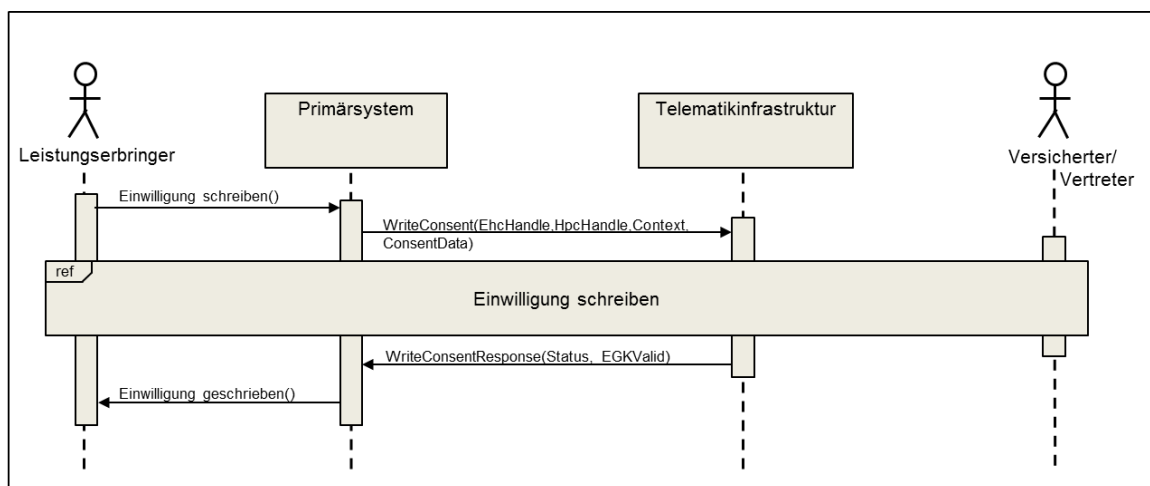 Primärsystem
Telematikinfrastruktur
Leistungserbringer
Versicherter/
Vertreter
Einwilligung schreiben()
WriteConsent(EhcHandle,HpcHandle,Context,
ConsentData)
ref
Einwilligung schreiben
WriteConsentResponse(Status, EGKValid)
Einwilligung geschrieben()